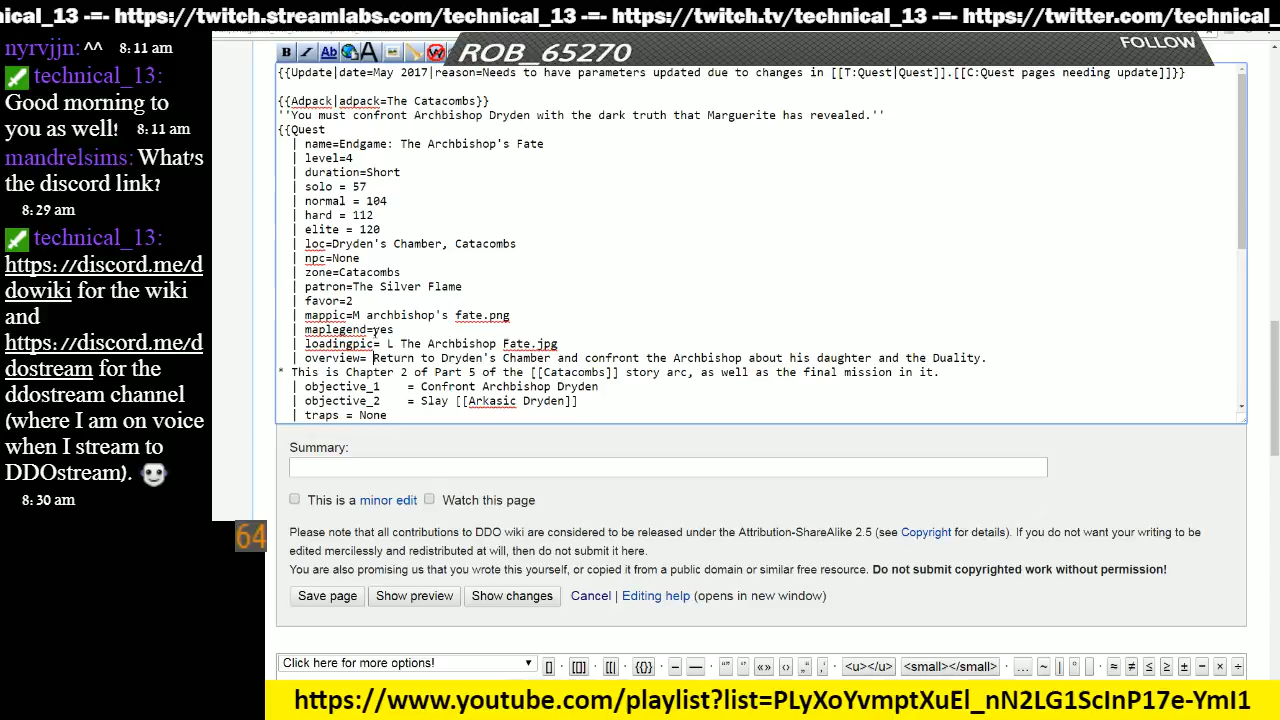 nical_13 -=- https://twitch.streamlabs.com/technical_13 -=- https://twitch.tv/technical_13 -=- https://twitter.com/technical_
nyrvjjn: ^^ 8:11 am
technical_13:
Good morning to
you as well! 8:11 am
mandrelsims: What's
the discord link?
8:29 am
technical_13:
https://discord.me/d
dowiki for the wiki
and
https://discord.me/d
dostream for the
ddostream channel
(where I am on voice
when I stream to
DDOstream).
8:30 am
64
ROB_65270
FOLLOW
B I Ab A W
{{Update|date=May 2017|reason=Needs to have parameters updated due to changes in [[T:Quest|Quest]].[[C:Quest pages needing update]]}}
{{Adpack|adpack=The Catacombs}}
''You must confront Archbishop Dryden with the dark truth that Marguerite has revealed.''
{{Quest
| name=Endgame: The Archbishop's Fate
| level=4
| duration=Short
| solo = 57
| normal = 104
| hard = 112
| elite = 120
| loc=Dryden's Chamber, Catacombs
| npc=None
| zone=Catacombs
| patron=The Silver Flame
| favor=2
| mappic=M archbishop's fate.png
| maplegend=yes
| loadingpic= L The Archbishop Fate.jpg
| overview= Return to Dryden's Chamber and confront the Archbishop about his daughter and the Duality.
* This is Chapter 2 of Part 5 of the [[Catacombs]] story arc, as well as the final mission in it.
| objective_1 = Confront Archbishop Dryden
| objective_2 = Slay [[Arkasic Dryden]]
| traps = None
Summary:
This is a minor edit Watch this page
Please note that all contributions to DDO wiki are considered to be released under the Attribution-ShareAlike 2.5 (see Copyright for details). If you do not want your writing to be
edited mercilessly and redistributed at will, then do not submit it here.
You are also promising us that you wrote this yourself, or copied it from a public domain or similar free resource. Do not submit copyrighted work without permission!
Save page Show preview Show changes Cancel | Editing help (opens in new window)
Click here for more options! [] · [[]] · [[| · {{}} · – — · “” ‘’ «» ‹› „“ ‚‘ · <u></u> · <small></small> · … ~ | ° · ≈ ≠ ≤ ≥ ± − × ÷
https://www.youtube.com/playlist?list=PLyXoYvmptXuEl_nN2LG1ScInP17e-YmI1